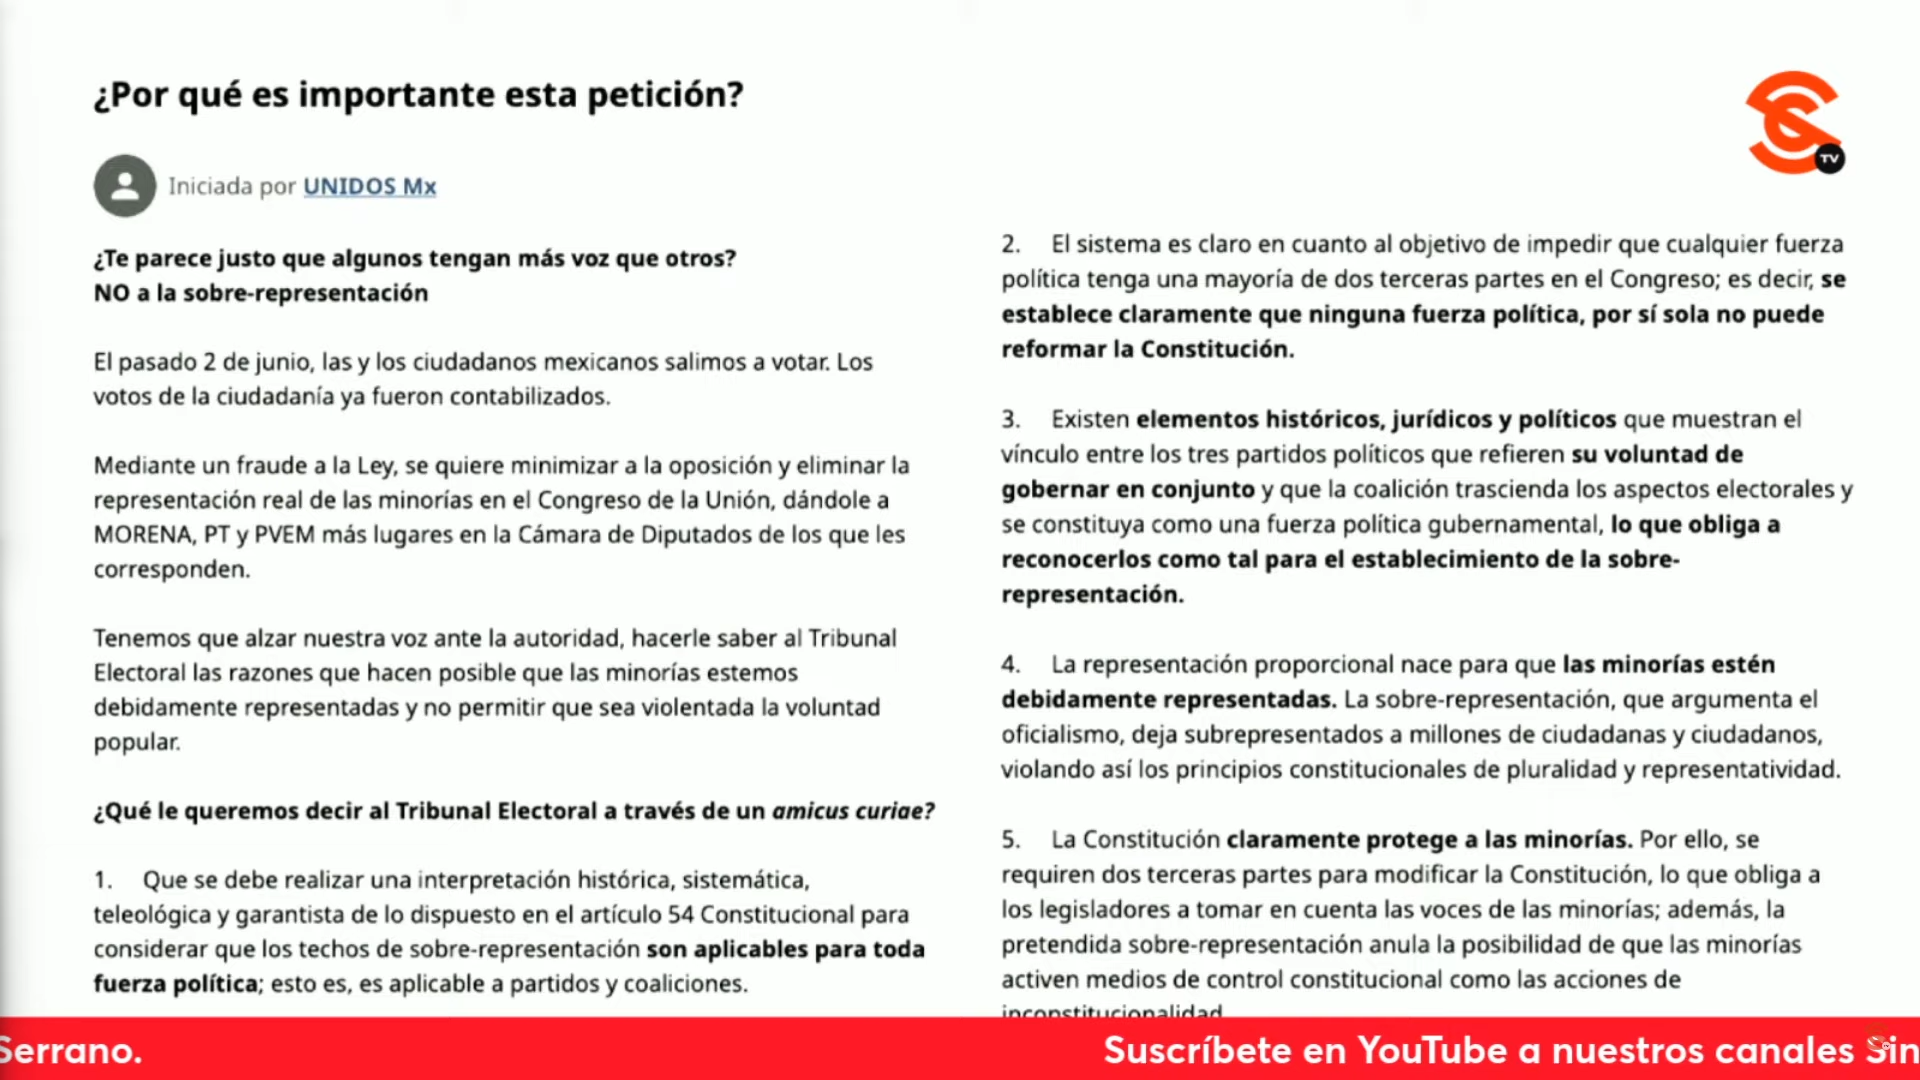 ¿Por qué es importante esta petición?
TV
Iniciada por UNIDOS Mx
¿Te parece justo que algunos tengan más voz que otros?
NO a la sobre-representación
El pasado 2 de junio, las y los ciudadanos mexicanos salimos a votar. Los
votos de la ciudadanía ya fueron contabilizados.
Mediante un fraude a la Ley, se quiere minimizar a la oposición y eliminar la
representación real de las minorías en el Congreso de la Unión, dándole a
MORENA, PT y PVEM más lugares en la Cámara de Diputados de los que les
corresponden.
Tenemos que alzar nuestra voz ante la autoridad, hacerle saber al Tribunal
Electoral las razones que hacen posible que las minorías estemos
debidamente representadas y no permitir que sea violentada la voluntad
popular.
¿Qué le queremos decir al Tribunal Electoral a través de un amicus curiae?
1. Que se debe realizar una interpretación histórica, sistemática,
teleológica y garantista de lo dispuesto en el artículo 54 Constitucional para
considerar que los techos de sobre-representación son aplicables para toda
fuerza política; esto es, es aplicable a partidos y coaliciones.
2. El sistema es claro en cuanto al objetivo de impedir que cualquier fuerza
política tenga una mayoría de dos terceras partes en el Congreso; es decir, se
establece claramente que ninguna fuerza política, por sí sola no puede
reformar la Constitución.
3. Existen elementos históricos, jurídicos y políticos que muestran el
vínculo entre los tres partidos políticos que refieren su voluntad de
gobernar en conjunto y que la coalición trascienda los aspectos electorales y
se constituya como una fuerza política gubernamental, lo que obliga a
reconocerlos como tal para el establecimiento de la sobre-
representación.
4. La representación proporcional nace para que las minorías estén
debidamente representadas. La sobre-representación, que argumenta el
oficialismo, deja subrepresentados a millones de ciudadanas y ciudadanos,
violando así los principios constitucionales de pluralidad y representatividad.
5. La Constitución claramente protege a las minorías. Por ello, se
requieren dos terceras partes para modificar la Constitución, lo que obliga a
los legisladores a tomar en cuenta las voces de las minorías; además, la
pretendida sobre-representación anula la posibilidad de que las minorías
activen medios de control constitucional como las acciones de
inconstitucionalidad
Serrano. Suscríbete en YouTube a nuestros canales Sin